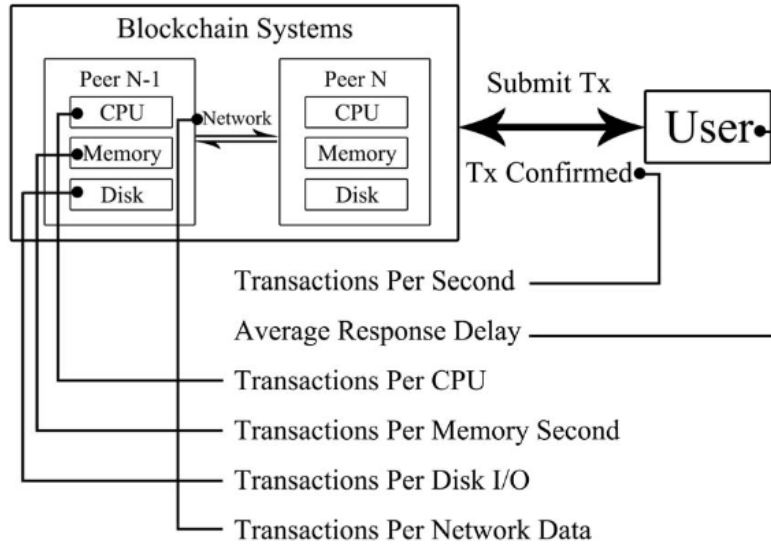 Blockchain Systems
Peer N-1
CPU
Memory
Disk
Network
Peer N
CPU
Memory
Disk
Submit Tx
Tx Confirmed
User
Transactions Per Second
Average Response Delay
Transactions Per CPU
Transactions Per Memory Second
Transactions Per Disk I/O
Transactions Per Network Data